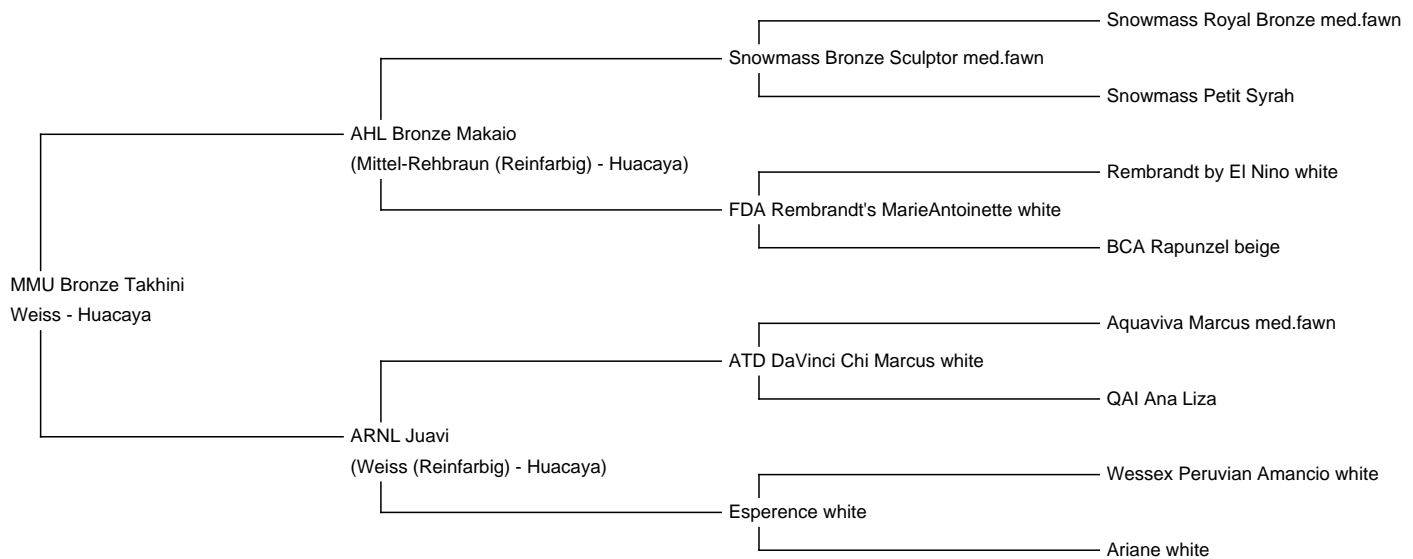 Snowmass Royal Bronze med.fawn
Snowmass Bronze Sculptor med.fawn
Snowmass Petit Syrah
AHL Bronze Makaio
(Mittel-Rehbraun (Reinfarbig) - Huacaya)
Rembrandt by El Nino white
FDA Rembrandt's MarieAntoinette white
BCA Rapunzel beige
MMU Bronze Takhini
Weiss - Huacaya
Aquaviva Marcus med.fawn
ATD DaVinci Chi Marcus white
QAI Ana Liza
ARNL Juavi
(Weiss (Reinfarbig) - Huacaya)
Wessex Peruvian Amancio white
Esperence white
Ariane white